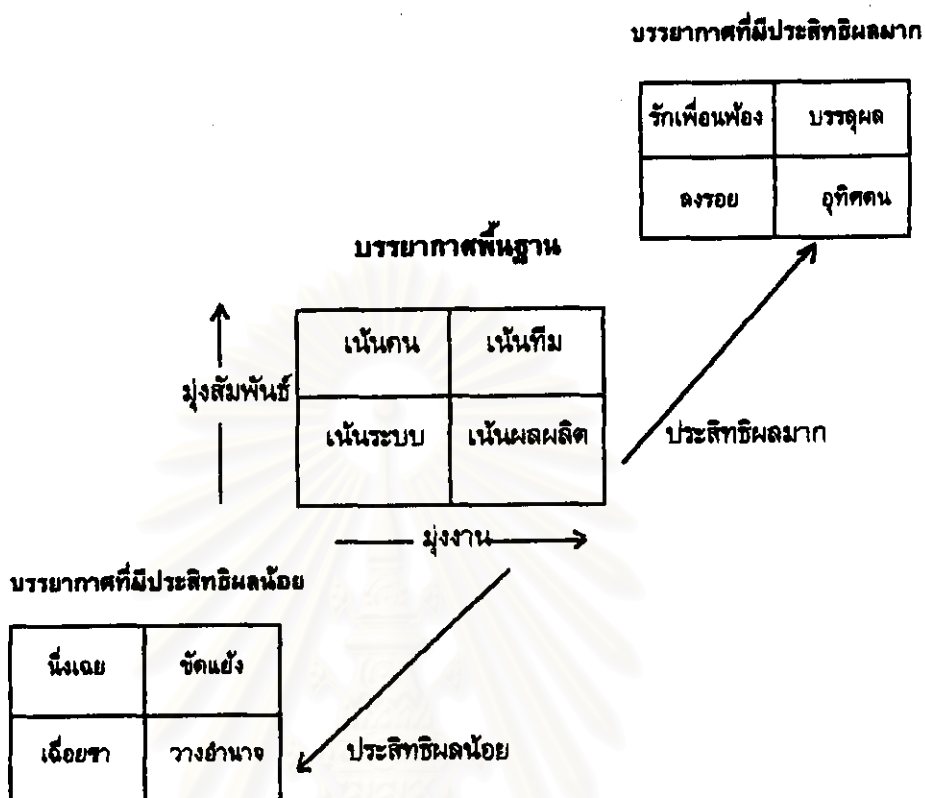 บรรยากาศที่มีประสิทธิผลมาก
รักเพื่อนพ้อง บรรลุผล
ลงรอย อุทิศตน
บรรยากาศพื้นฐาน
เน้นคน เน้นทีม
มุ่งสัมพันธ์
เน้นระบบ เน้นผลผลิต
ประสิทธิผลมาก
มุ่งงาน
บรรยากาศที่มีประสิทธิผลน้อย
นิ่งเฉย ขัดแย้ง
เฉื่อยชา วางอำนาจ
ประสิทธิผลน้อย